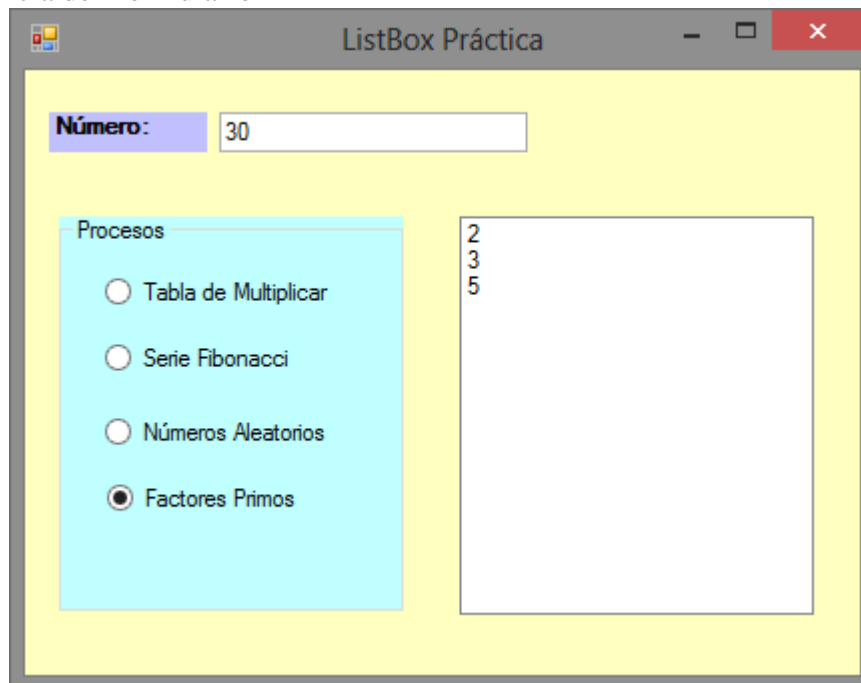 ListBox Práctica
Número:
30
Procesos
Tabla de Multiplicar
Serie Fibonacci
Números Aleatorios
Factores Primos
2
3
5